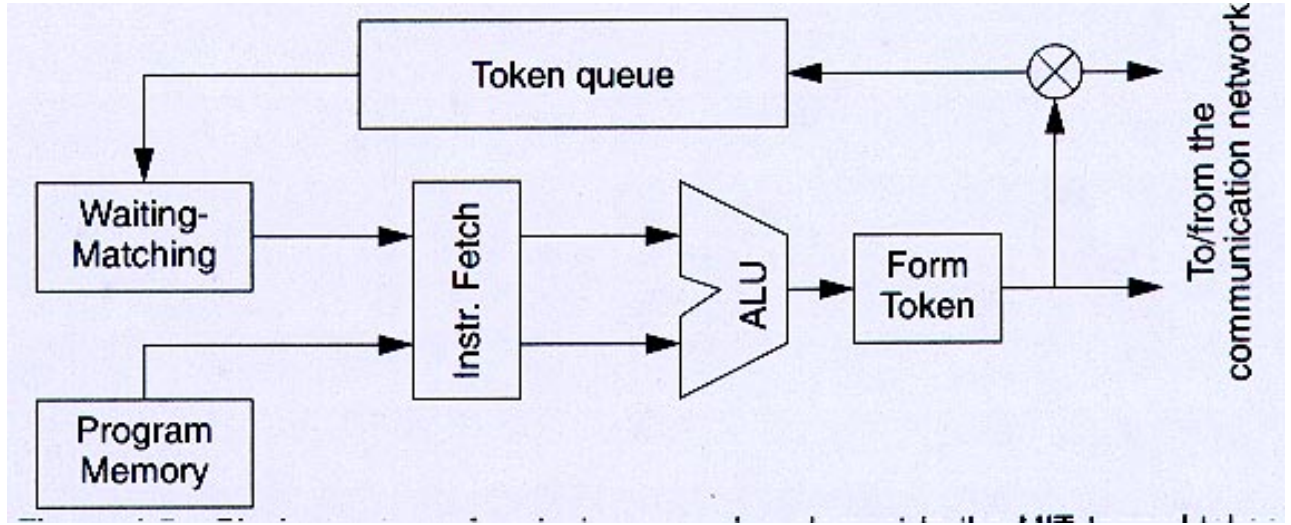 Token queue
Waiting-
Matching
Instr. Fetch
ALU
Form
Token
To/from the
communication network
Program
Memory